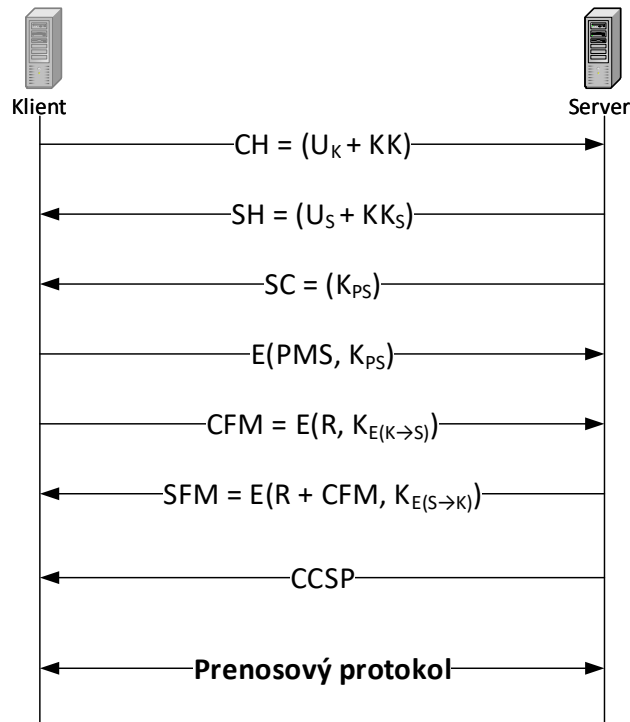 Klient Server
CH = (U_K + KK)
SH = (U_S + KK_S)
SC = (K_PS)
E(PMS, K_PS)
CFM = E(R, K_E(K→S))
SFM = E(R + CFM, K_E(S→K))
CCSP
Prenosový protokol